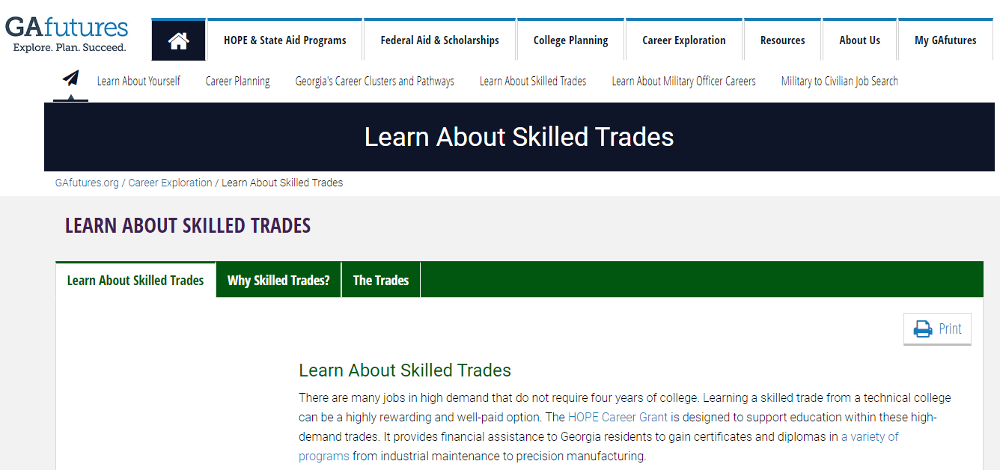 GAfutures
Explore. Plan. Succeed.
HOPE & State Aid Programs
Federal Aid & Scholarships
College Planning
Career Exploration
Resources
About Us
My GAfutures
Learn About Yourself
Career Planning
Georgia's Career Clusters and Pathways
Learn About Skilled Trades
Learn About Military Officer Careers
Military to Civilian Job Search
Learn About Skilled Trades
GAfutures.org / Career Exploration / Learn About Skilled Trades
LEARN ABOUT SKILLED TRADES
Learn About Skilled Trades
Why Skilled Trades?
The Trades
Print
Learn About Skilled Trades
There are many jobs in high demand that do not require four years of college. Learning a skilled trade from a technical college
can be a highly rewarding and well-paid option. The HOPE Career Grant is designed to support education within these high-
demand trades. It provides financial assistance to Georgia residents to gain certificates and diplomas in a variety of
programs from industrial maintenance to precision manufacturing.